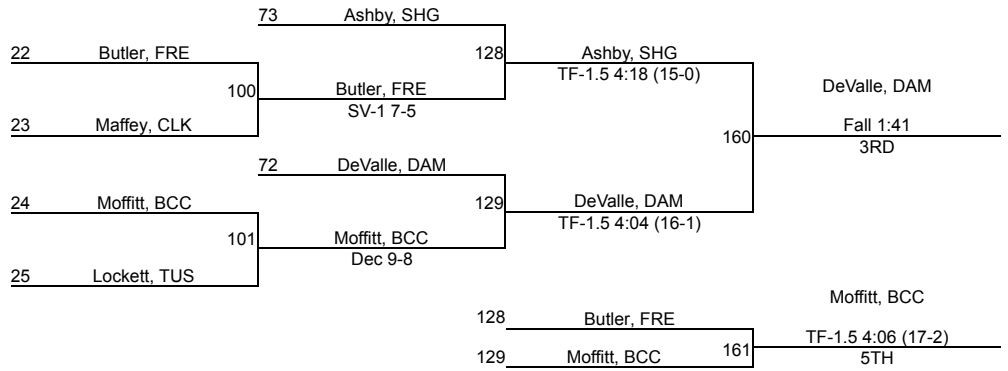 73 Ashby, SHG
22 Butler, FRE
128 Ashby, SHG
TF-1.5 4:18 (15-0)
100 Butler, FRE
SV-1 7-5
DeValle, DAM
23 Maffey, CLK
160 Fall 1:41
3RD
72 DeValle, DAM
24 Moffitt, BCC
129 DeValle, DAM
TF-1.5 4:04 (16-1)
101 Moffitt, BCC
Dec 9-8
25 Lockett, TUS
Moffitt, BCC
128 Butler, FRE
161 TF-1.5 4:06 (17-2)
129 Moffitt, BCC
5TH